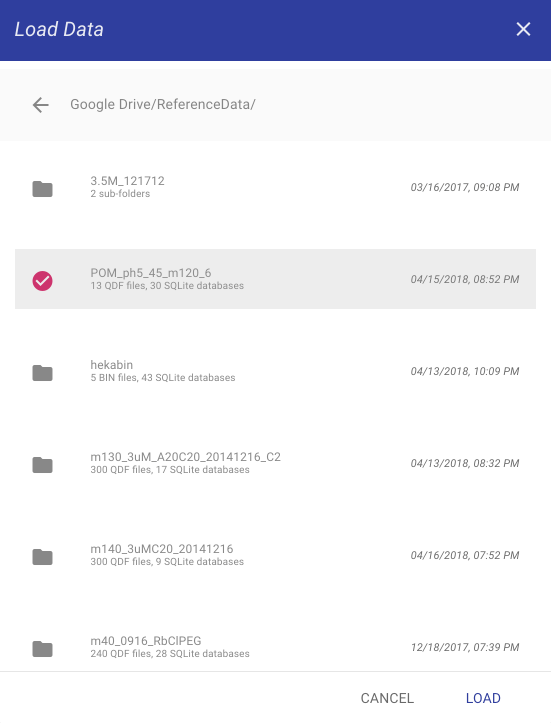 Load Data
Google Drive/ReferenceData/
3.5M_121712
2 sub-folders
03/16/2017, 09:08 PM
POM_ph5_45_m120_6
13 QDF files, 30 SQLite databases
04/15/2018, 08:52 PM
hekabin
5 BIN files, 43 SQLite databases
04/13/2018, 10:09 PM
m130_3uM_A20C20_20141216_C2
300 QDF files, 17 SQLite databases
04/13/2018, 08:32 PM
m140_3uMC20_20141216
300 QDF files, 9 SQLite databases
04/16/2018, 07:52 PM
m40_0916_RbClPEG
240 QDF files, 28 SQLite databases
12/18/2017, 07:39 PM
CANCEL LOAD